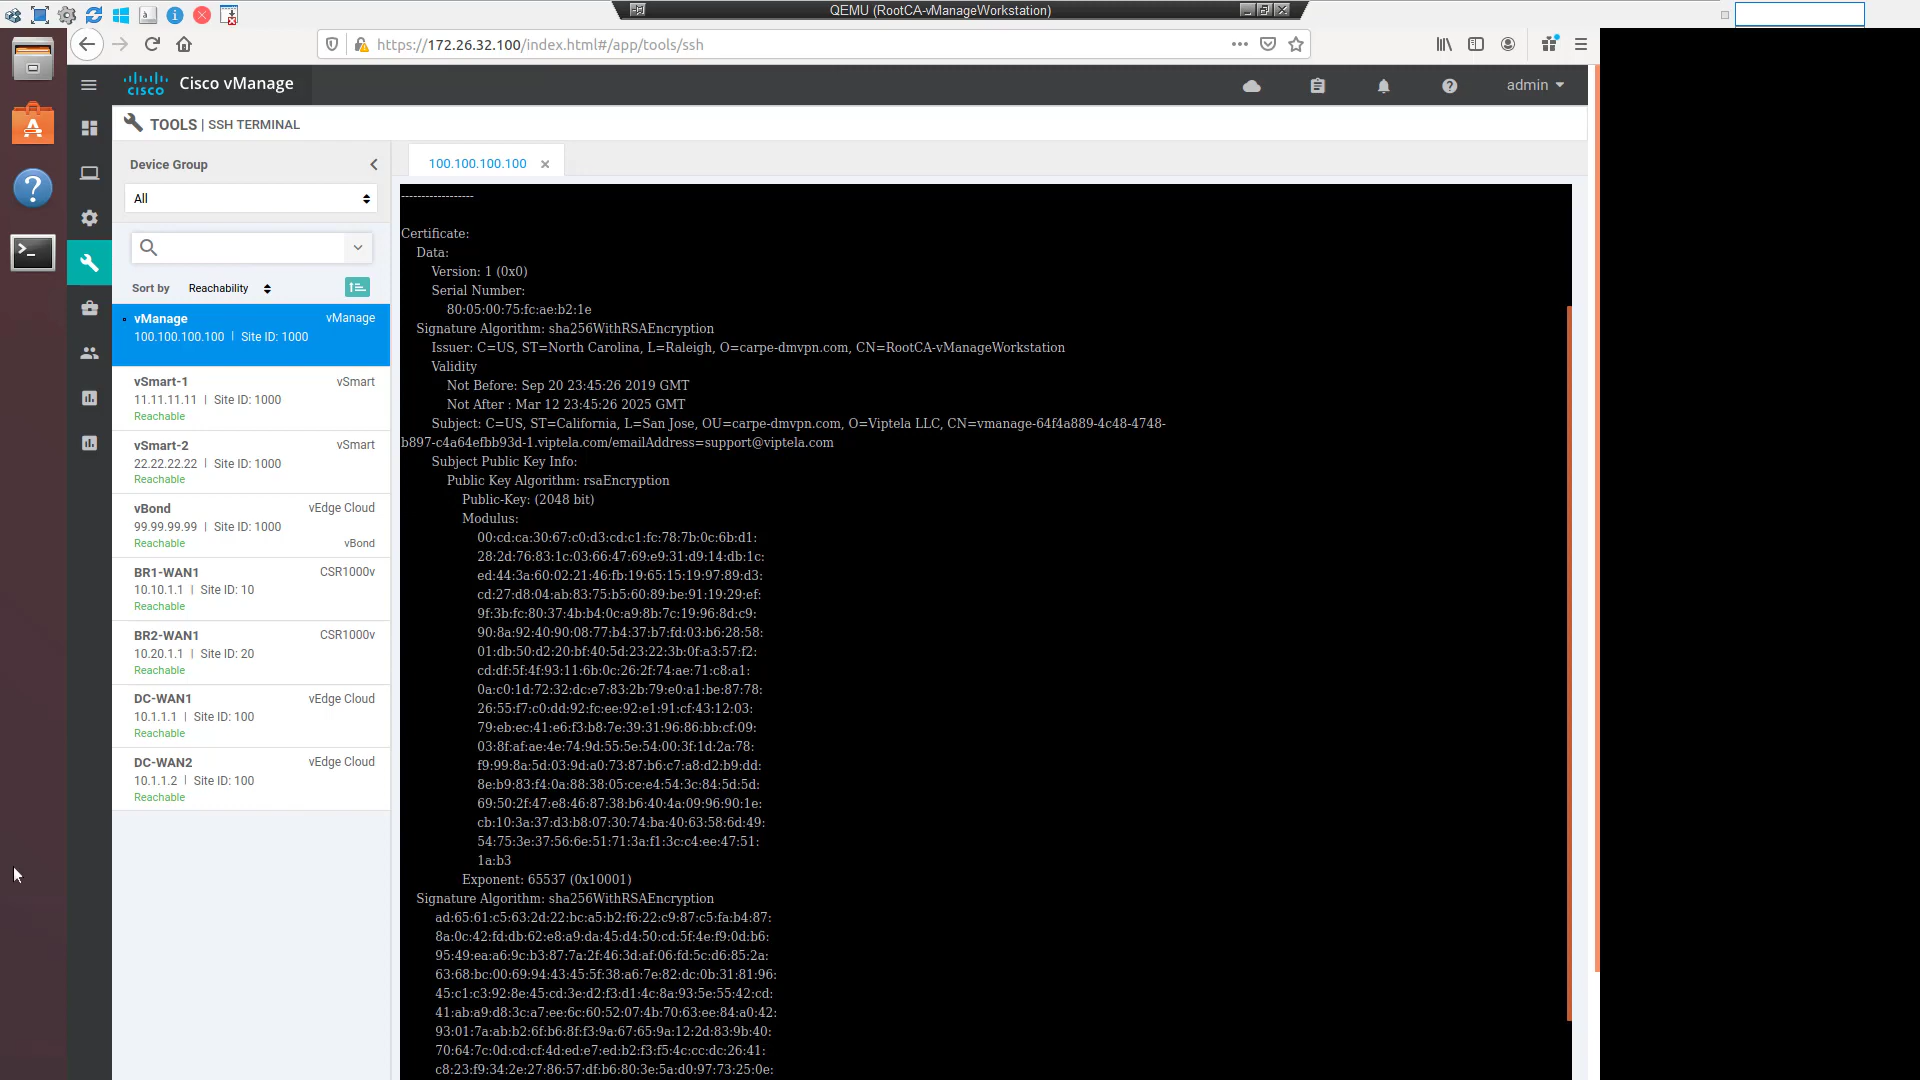 QEMU (RootCA-vManageWorkstation)
https://172.26.32.100/index.html#/app/tools/ssh
cisco
Cisco vManage
admin
TOOLS | SSH TERMINAL
Device Group
All
Sort by Reachability
vManage vManage
100.100.100.100 | Site ID: 1000
vSmart-1 vSmart
11.11.11.11 | Site ID: 1000
Reachable
vSmart-2 vSmart
22.22.22.22 | Site ID: 1000
Reachable
vBond vEdge Cloud
99.99.99.99 | Site ID: 1000
Reachable vBond
BR1-WAN1 CSR1000v
10.10.1.1 | Site ID: 10
Reachable
BR2-WAN1 CSR1000v
10.20.1.1 | Site ID: 20
Reachable
DC-WAN1 vEdge Cloud
10.1.1.1 | Site ID: 100
Reachable
DC-WAN2 vEdge Cloud
10.1.1.2 | Site ID: 100
Reachable
100.100.100.100
------------------
Certificate:
Data:
Version: 1 (0x0)
Serial Number:
80:05:00:75:fc:ae:b2:1e
Signature Algorithm: sha256WithRSAEncryption
Issuer: C=US, ST=North Carolina, L=Raleigh, O=carpe-dmvpn.com, CN=RootCA-vManageWorkstation
Validity
Not Before: Sep 20 23:45:26 2019 GMT
Not After : Mar 12 23:45:26 2025 GMT
Subject: C=US, ST=California, L=San Jose, OU=carpe-dmvpn.com, O=Viptela LLC, CN=vmanage-64f4a889-4c48-4748-
b897-c4a64efbb93d-1.viptela.com/emailAddress=support@viptela.com
Subject Public Key Info:
Public Key Algorithm: rsaEncryption
Public-Key: (2048 bit)
Modulus:
00:cd:ca:30:67:c0:d3:cd:c1:fc:78:7b:0c:6b:d1:
28:2d:76:83:1c:03:66:47:69:e9:31:d9:14:db:1c:
ed:44:3a:60:02:21:46:fb:19:65:15:19:97:89:d3:
cd:27:d8:04:ab:83:75:b5:60:89:be:91:19:29:ef:
9f:3b:fc:80:37:4b:b4:0c:a9:8b:7c:19:96:8d:c9:
90:8a:92:40:90:08:77:b4:37:b7:fd:03:b6:28:58:
01:db:50:d2:20:bf:40:5d:23:22:3b:0f:a3:57:f2:
cd:df:5f:4f:93:11:6b:0c:26:2f:74:ae:71:c8:a1:
0a:c0:1d:72:32:dc:e7:83:2b:79:e0:a1:be:87:78:
26:55:f7:c0:dd:92:fc:ee:92:e1:91:cf:43:12:03:
79:eb:ec:41:e6:f3:b8:7e:39:31:96:86:bb:cf:09:
03:8f:af:ae:4e:74:9d:55:5e:54:00:3f:1d:2a:78:
f9:99:8a:5d:03:9d:a0:73:87:b6:c7:a8:d2:b9:dd:
8e:b9:83:f4:0a:88:38:05:ce:e4:54:3c:84:5d:5d:
69:50:2f:47:e8:46:87:38:b6:40:4a:09:96:90:1e:
cb:10:3a:37:d3:b8:07:30:74:ba:40:63:58:6d:49:
54:75:3e:37:56:6e:51:71:3a:f1:3c:c4:ee:47:51:
1a:b3
Exponent: 65537 (0x10001)
Signature Algorithm: sha256WithRSAEncryption
ad:65:61:c5:63:2d:22:bc:a5:b2:f6:22:c9:87:c5:fa:b4:87:
8a:0c:42:fd:db:62:e8:a9:da:45:d4:50:cd:5f:4e:f9:0d:b6:
95:49:ea:a6:9c:b3:87:7a:2f:46:3d:af:06:fd:5c:d6:85:2a:
63:68:bc:00:69:94:43:45:5f:38:a6:7e:82:dc:0b:31:81:96:
45:c1:c3:92:8e:45:cd:3e:d2:f3:d1:4c:8a:93:5e:55:42:cd:
41:ab:a9:d8:3c:a7:ee:6c:60:52:07:4b:70:63:ee:84:a0:42:
93:01:7a:ab:b2:6f:b6:8f:f3:9a:67:65:9a:12:2d:83:9b:40:
70:64:7c:0d:cd:cf:4d:ed:e7:ed:b2:f3:f5:4c:cc:dc:26:41:
c8:23:f9:34:2e:27:86:57:df:b6:80:3e:5a:d0:97:73:25:0e: